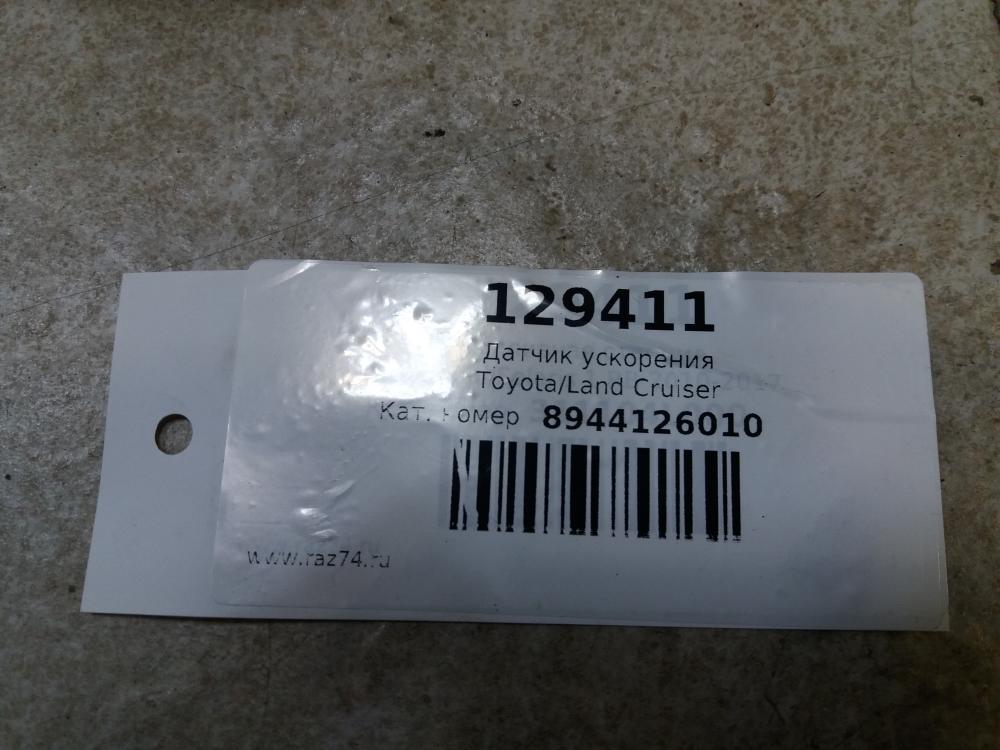 129411
Датчик ускорения
Toyota/Land Cruiser
Кат. номер 8944126010
www.raz74.ru